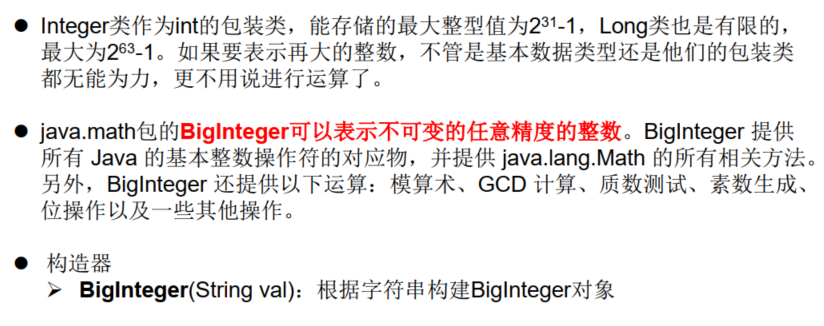 ● Integer类作为int的包装类，能存储的最大整型值为2³¹-1，Long类也是有限的，
最大为2⁶³-1。如果要表示再大的整数，不管是基本数据类型还是他们的包装类
都无能为力，更不用说进行运算了。
● java.math包的BigInteger可以表示不可变的任意精度的整数。BigInteger 提供
所有 Java 的基本整数操作符的对应物，并提供 java.lang.Math 的所有相关方法。
另外，BigInteger 还提供以下运算：模算术、GCD 计算、质数测试、素数生成、
位操作以及一些其他操作。
● 构造器
➢ BigInteger(String val)：根据字符串构建BigInteger对象